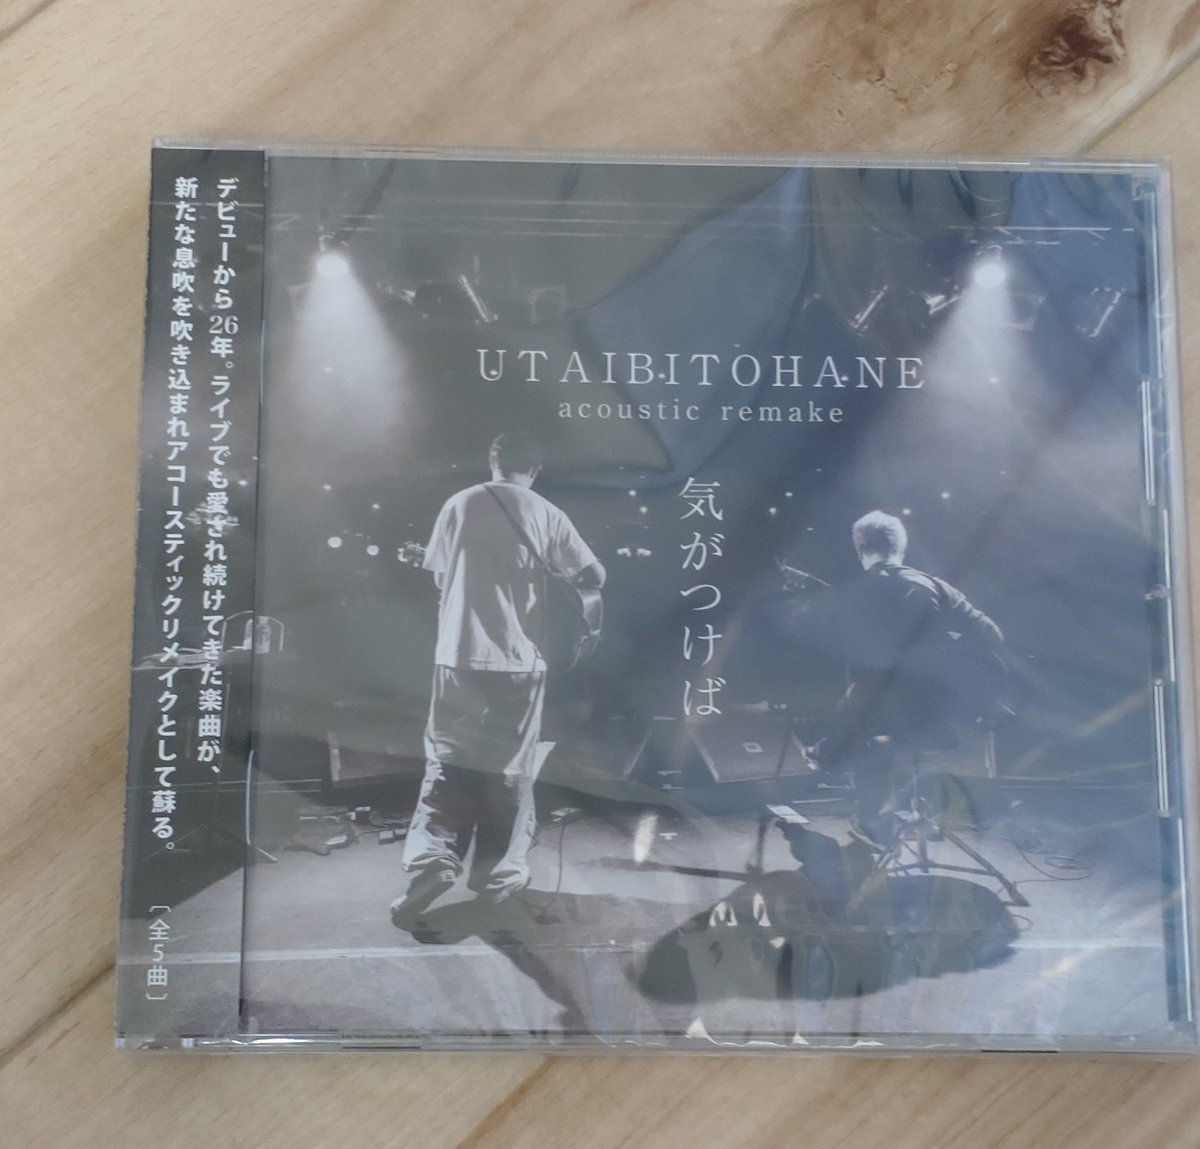 デビューから26年。ライブでも愛され続けてきた楽曲が、
新たな息吹を吹き込まれアコースティックリメイクとして蘇る。
［全5曲］
UTAIBITOHANE
acoustic remake
気がつけば